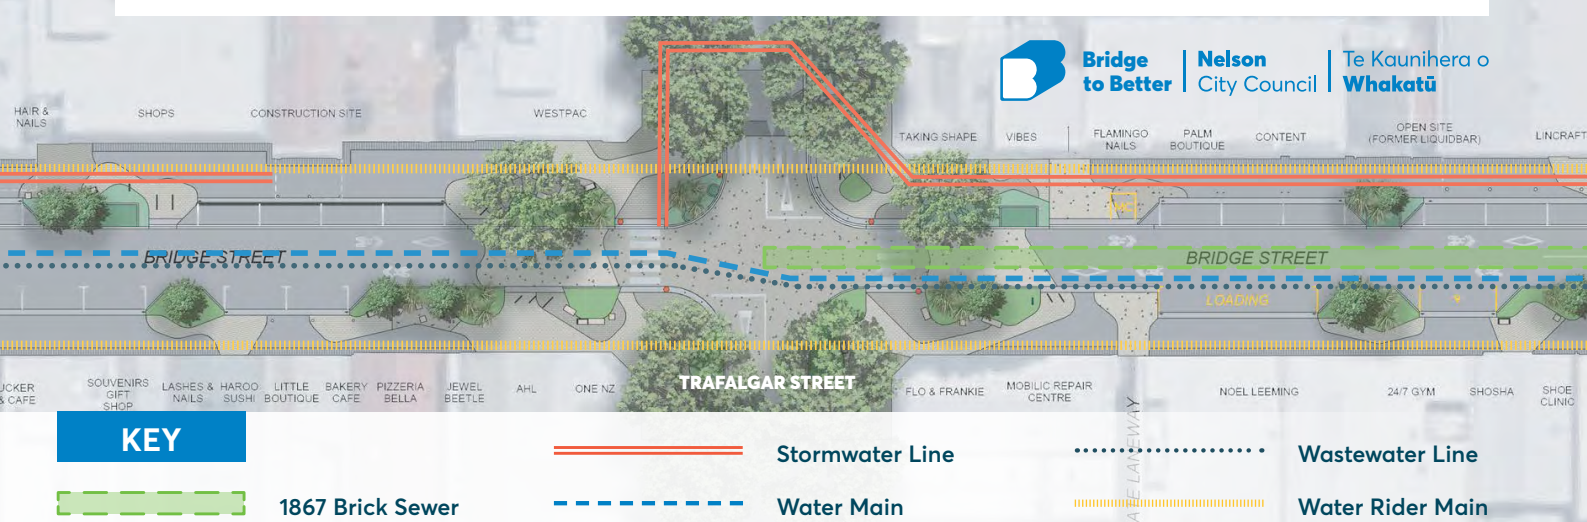 Bridge
to Better
Nelson
City Council
Te Kaunihera o
Whakatū
HAIR &
NAILS
SHOPS
CONSTRUCTION SITE
WESTPAC
TAKING SHAPE
VIBES
FLAMINGO
NAILS
PALM
BOUTIQUE
CONTENT
OPEN SITE
(FORMER LIQUIDBAR)
LINCRAFT
MC
BRIDGE STREET
BRIDGE STREET
LOADING
UCKER
& CAFE
SOUVENIRS
GIFT
SHOP
LASHES &
NAILS
HAROO
SUSHI
LITTLE
BOUTIQUE
BAKERY
CAFE
PIZZERIA
BELLA
JEWEL
BEETLE
AHL
ONE NZ
TRAFALGAR STREET
FLO & FRANKIE
MOBILIC REPAIR
CENTRE
NOEL LEEMING
24/7 GYM
SHOSHA
SHOE
CLINIC
ATE LANEWAY
KEY
Stormwater Line
Wastewater Line
1867 Brick Sewer
Water Main
Water Rider Main